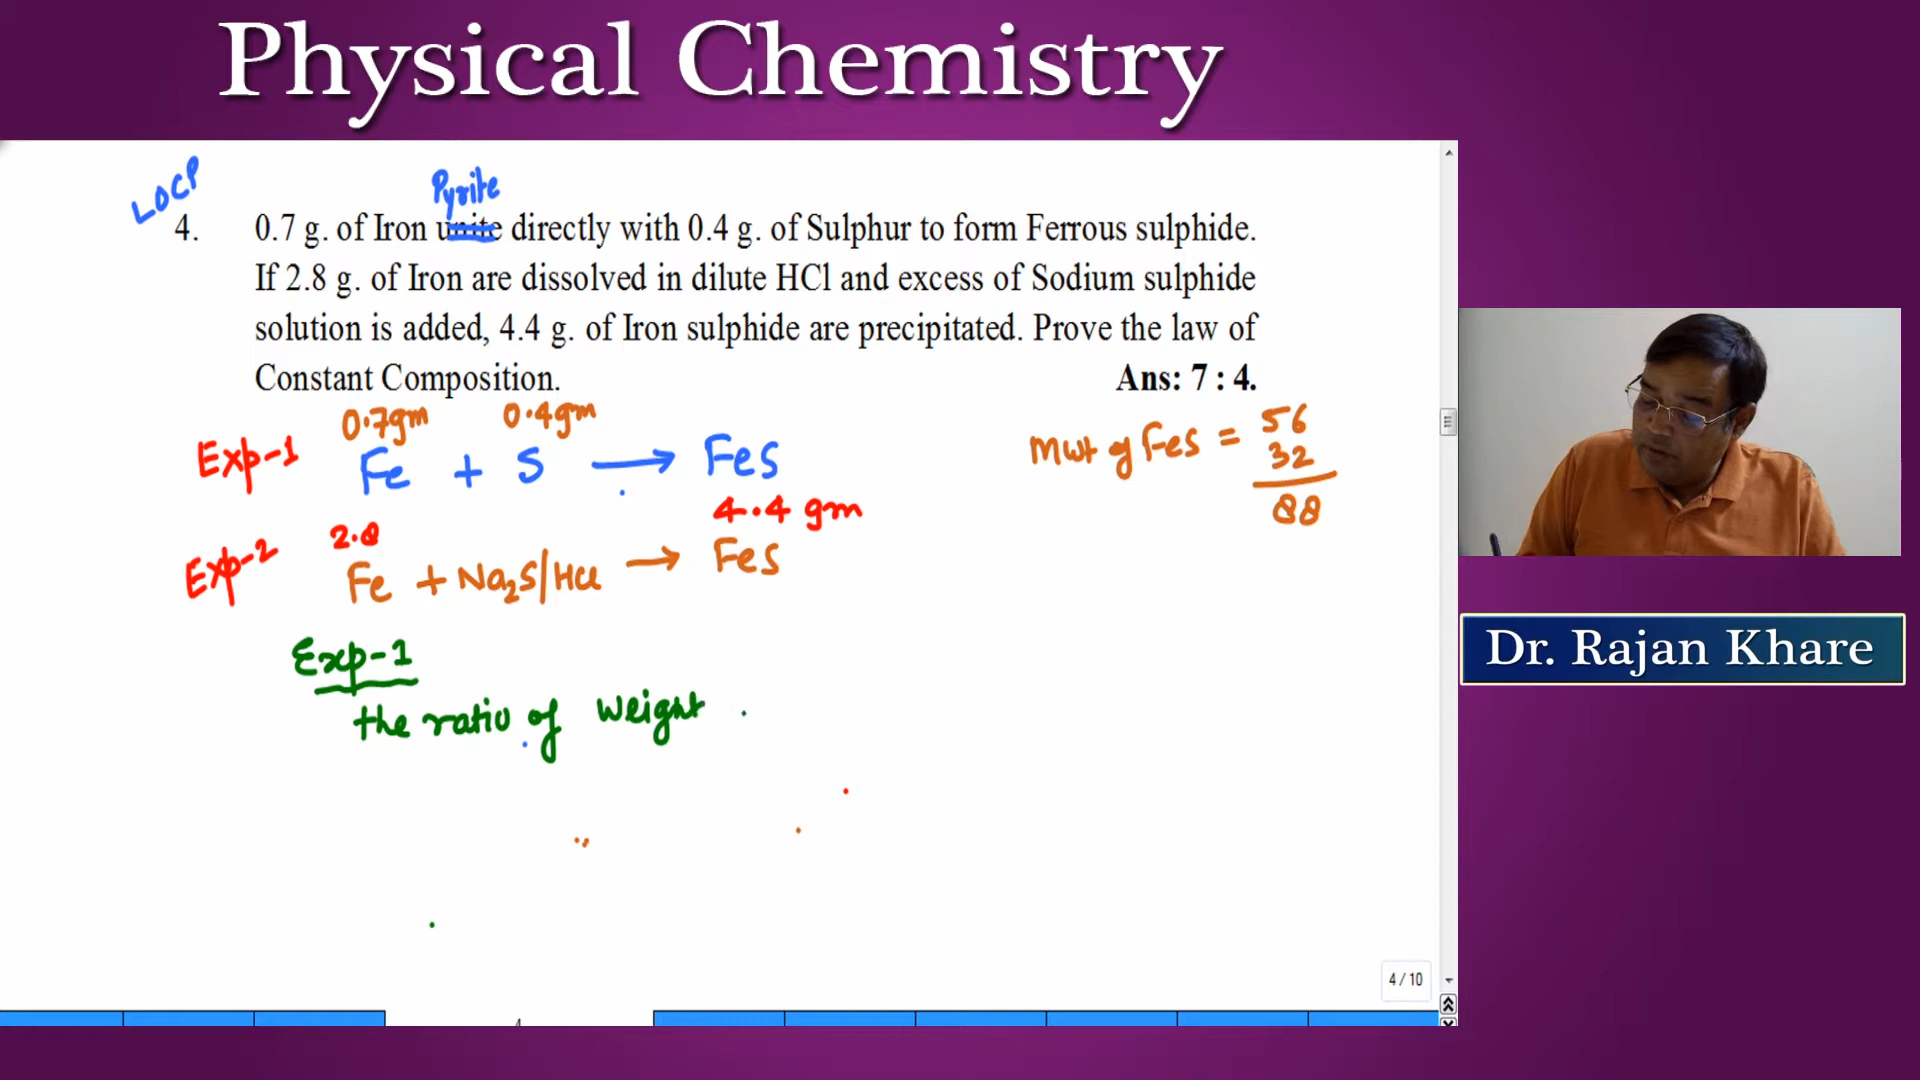 Physical Chemistry
LOCP
Pyrite
4. 0.7 g. of Iron unite directly with 0.4 g. of Sulphur to form Ferrous sulphide.
If 2.8 g. of Iron are dissolved in dilute HCl and excess of Sodium sulphide
solution is added, 4.4 g. of Iron sulphide are precipitated. Prove the law of
Constant Composition. Ans: 7 : 4.
0.7gm 0.4gm
Exp-1 Fe + S → FeS
Mwt of FeS = 56
32
88
4.4 gm
2.8
Exp-2 Fe + Na2S/HCl → FeS
Exp-1
the ratio of weight
Dr. Rajan Khare
4 / 10